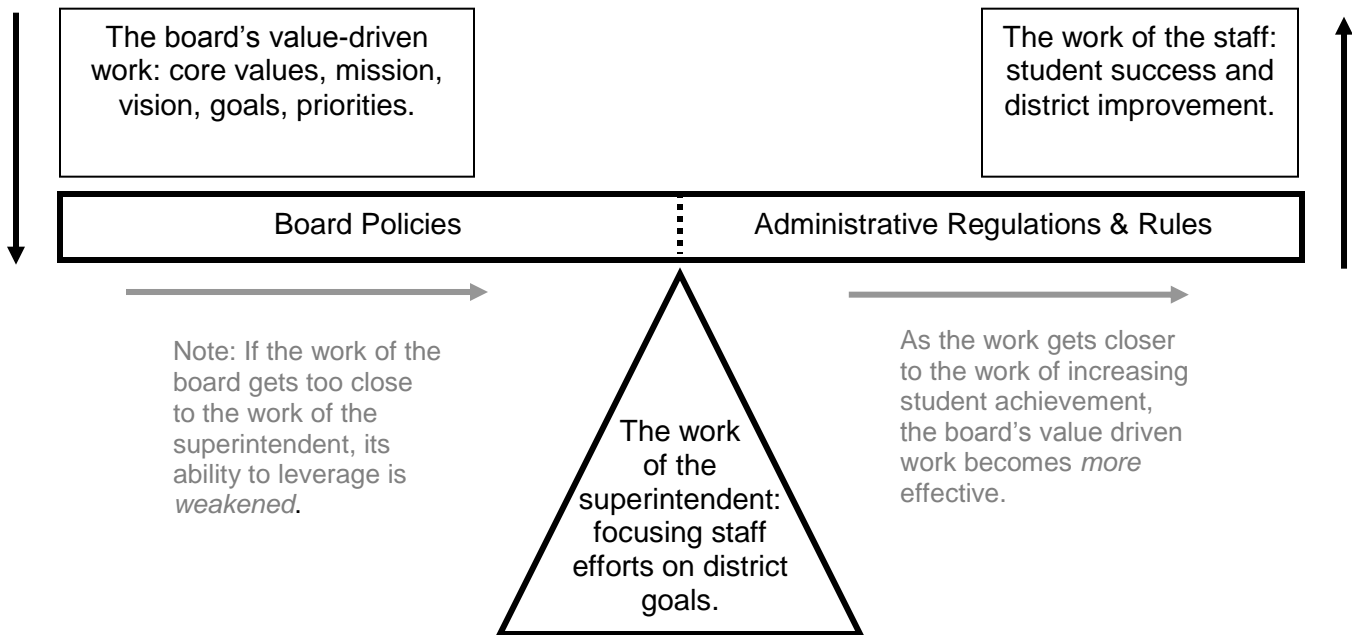 The board’s value-driven
work: core values, mission,
vision, goals, priorities.
The work of the staff:
student success and
district improvement.
Board Policies
Administrative Regulations & Rules
Note: If the work of the
board gets too close
to the work of the
superintendent, its
ability to leverage is
weakened.
The work
of the
superintendent:
focusing staff
efforts on district
goals.
As the work gets closer
to the work of increasing
student achievement,
the board’s value driven
work becomes more
effective.